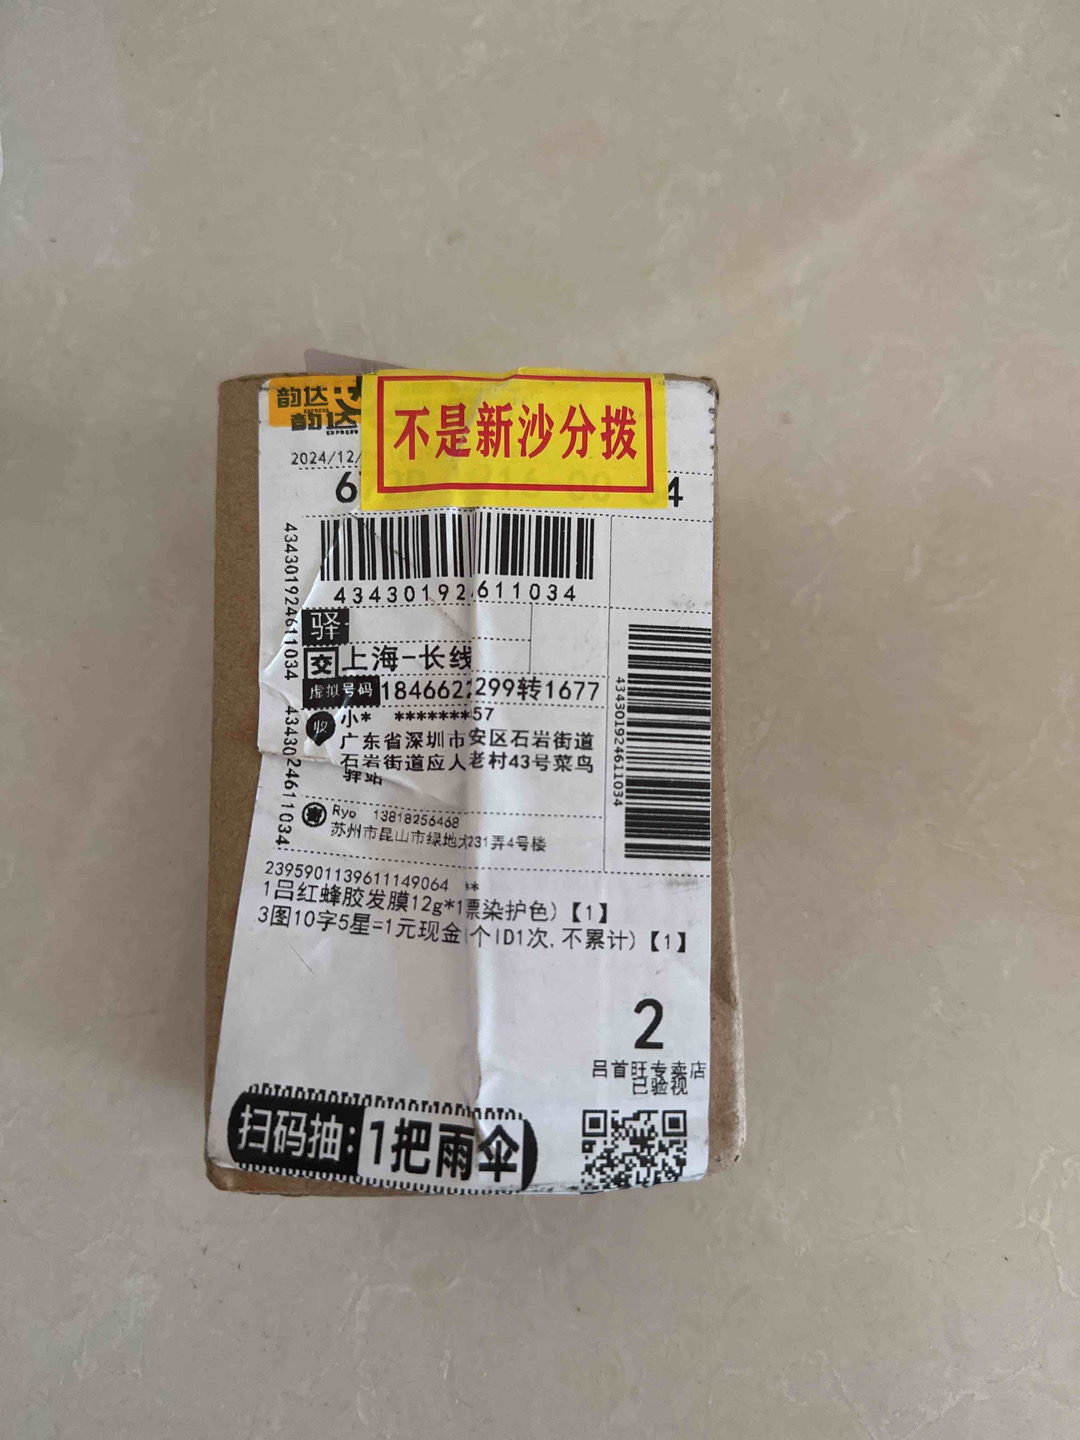 韵达
韵达
EXPRESS
不是新沙分拨
2024/12/
6
4
434301924611034
434301924611034
驿
交 上海-长线
虚拟号码 1846622299转1677
收 小* *******57
广东省深圳市安区石岩街道
石岩街道应人老村43号菜鸟
驿站
寄 Ryo 13818256468
苏州市昆山市绿地大231弄4号楼
4343024611034
434301924611034
2395901139611149064 **
1吕红蜂胶发膜12g*1漂染护色)【1】
3图10字5星=1元现金(个ID1次,不累计)【1】
2
吕首旺专卖店
已验视
扫码抽:1把雨伞